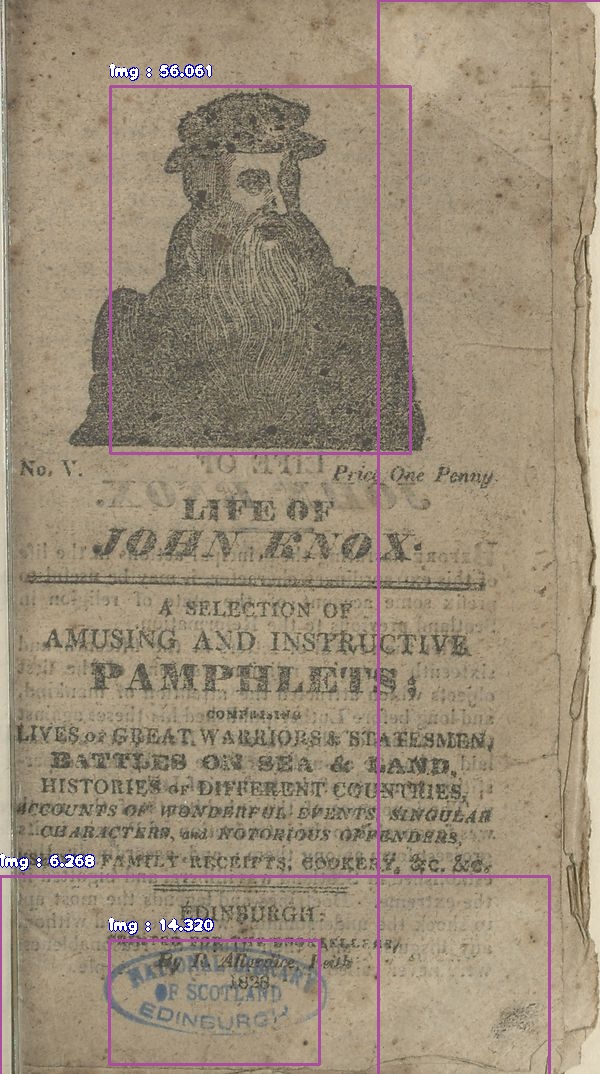 img : 56.061
No. V.
Price One Penny.
LIFE OF
JOHN KNOX.
A SELECTION OF
AMUSING AND INSTRUCTIVE
PAMPHLETS;
COMPRISING
LIVES OF GREAT WARRIORS & STATESMEN,
BATTLES ON SEA & LAND,
HISTORIES OF DIFFERENT COUNTRIES,
ACCOUNTS OF WONDERFUL EVENTS, SINGULAR
CHARACTERS, and NOTORIOUS OFFENDERS,
FAMILY RECEIPTS, COOKERY, &c. &c.
img : 6.268
EDINBURGH:
img : 14.320
PRINTED FOR THE BOOKSELLERS,
By R. Allardice, Leith
1826
NATIONAL LIBRARY
OF SCOTLAND
EDINBURGH